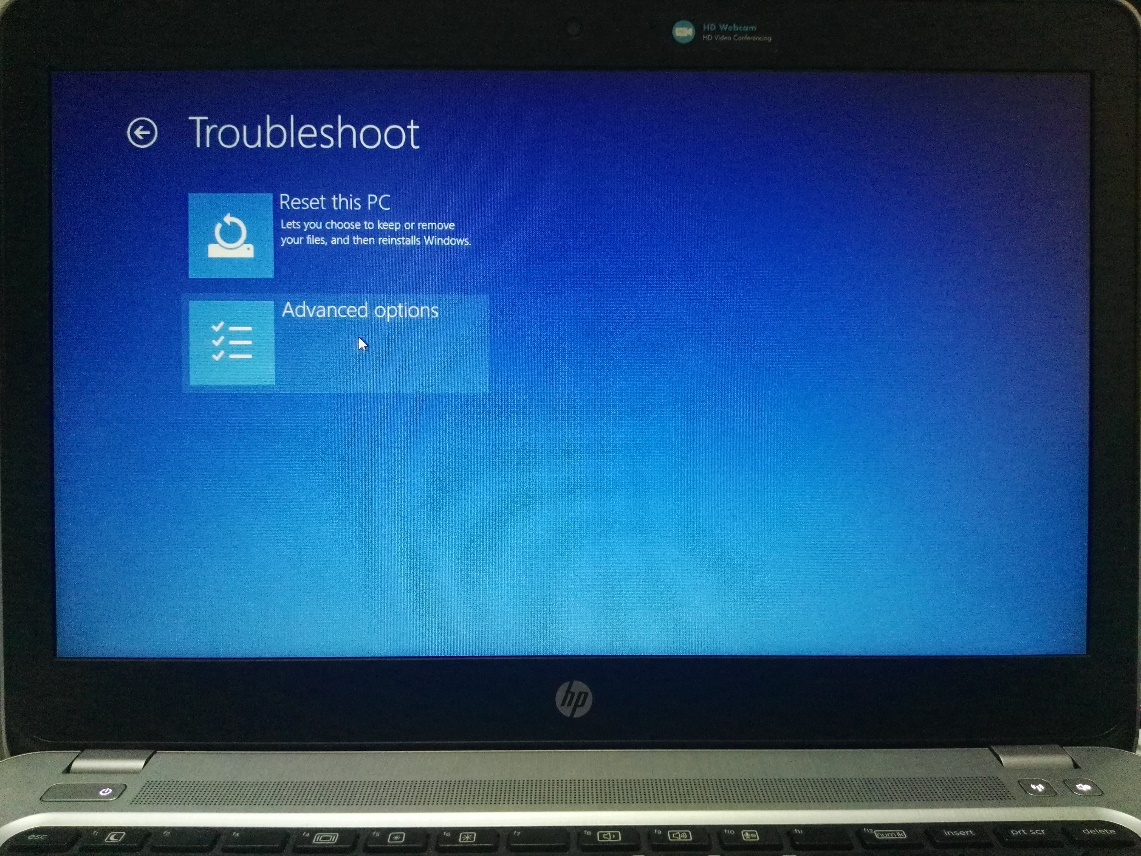 HD Webcam
HD Video Conferencing
Troubleshoot
Reset this PC
Lets you choose to keep or remove
your files, and then reinstalls Windows.
Advanced options
hp
esc
insert
prt scr
delete